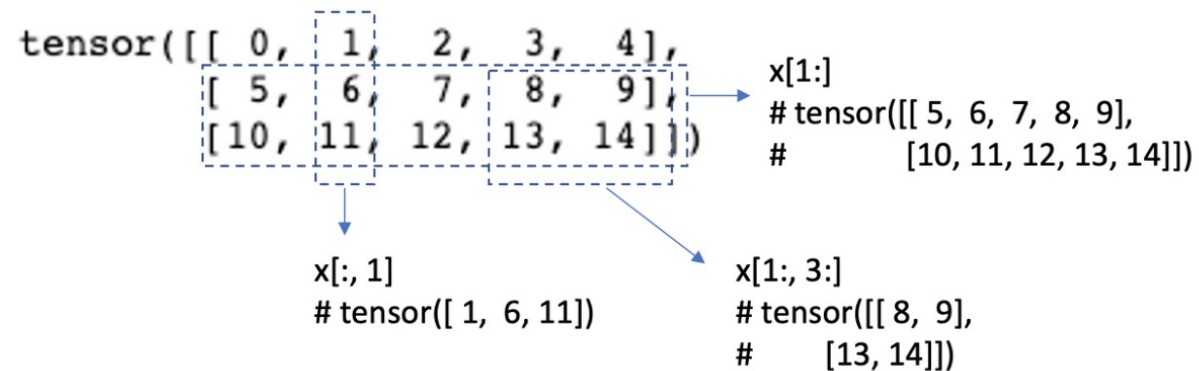 tensor([[ 0, 1, 2, 3, 4],
[ 5, 6, 7, 8, 9],
[10, 11, 12, 13, 14]])
x[1:]
# tensor([[ 5, 6, 7, 8, 9],
# [10, 11, 12, 13, 14]])
x[:, 1]
# tensor([ 1, 6, 11])
x[1:, 3:]
# tensor([[ 8, 9],
# [13, 14]])